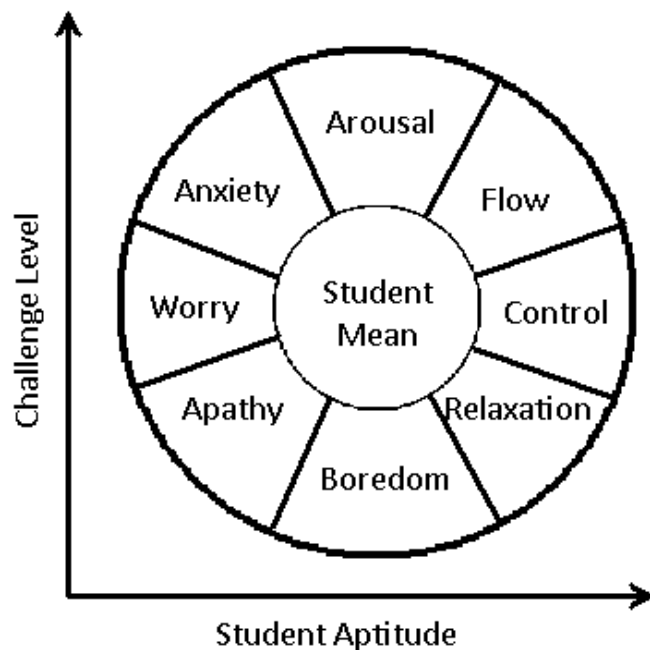 Arousal
Anxiety
Flow
Student
Mean
Worry
Control
Apathy
Relaxation
Boredom
Challenge Level
Student Aptitude